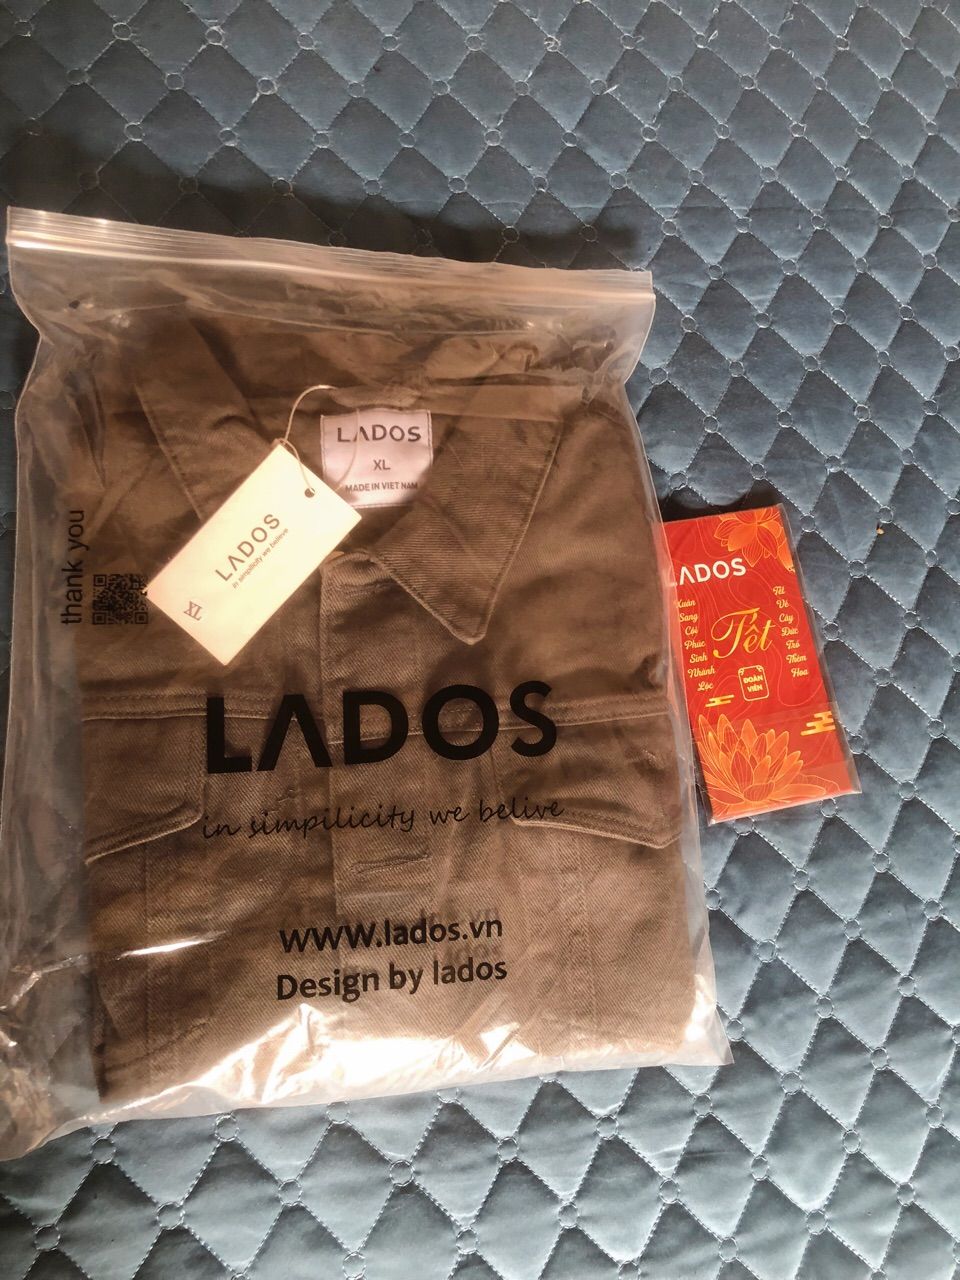 LADOS
XL
MADE IN VIET NAM
LADOS
in simplicity we believe
XL
thank you
LADOS
in simpilicity we belive
www.lados.vn
Design by lados
LADOS
Xuân
Sang
Cội
Phúc
Sinh
Nhành
Lộc
Tết
ĐOÀN
VIÊN
Tết
Về
Cây
Đức
Trổ
Thêm
Hoa